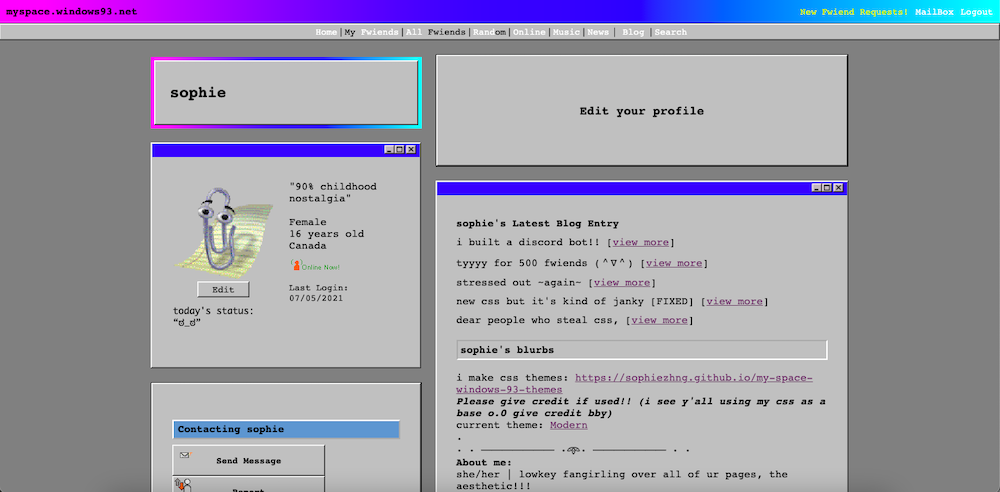 myspace.windows93.net
New Fwiend Requests! MailBox Logout
Home|My Fwiends|All Fwiends|Random|Online|Music|News| Blog |Search
sophie
Edit your profile
"90% childhood
nostalgia"
Female
16 years old
Canada
Online Now!
Last Login:
07/05/2021
Edit
today's status:
“ಠ_ಠ”
Contacting sophie
Send Message
Report
sophie's Latest Blog Entry
i built a discord bot!! [view more]
tyyyy for 500 fwiends (^∇^) [view more]
stressed out -again- [view more]
new css but it's kind of janky [FIXED] [view more]
dear people who steal css, [view more]
sophie's blurbs
i make css themes: https://sophiezhng.github.io/my-space-
windows-93-themes
Please give credit if used!! (i see y'all using my css as a
base o.0 give credit bby)
current theme: Modern
About me:
she/her | lowkey fangirling over all of ur pages, the
aesthetic!!!